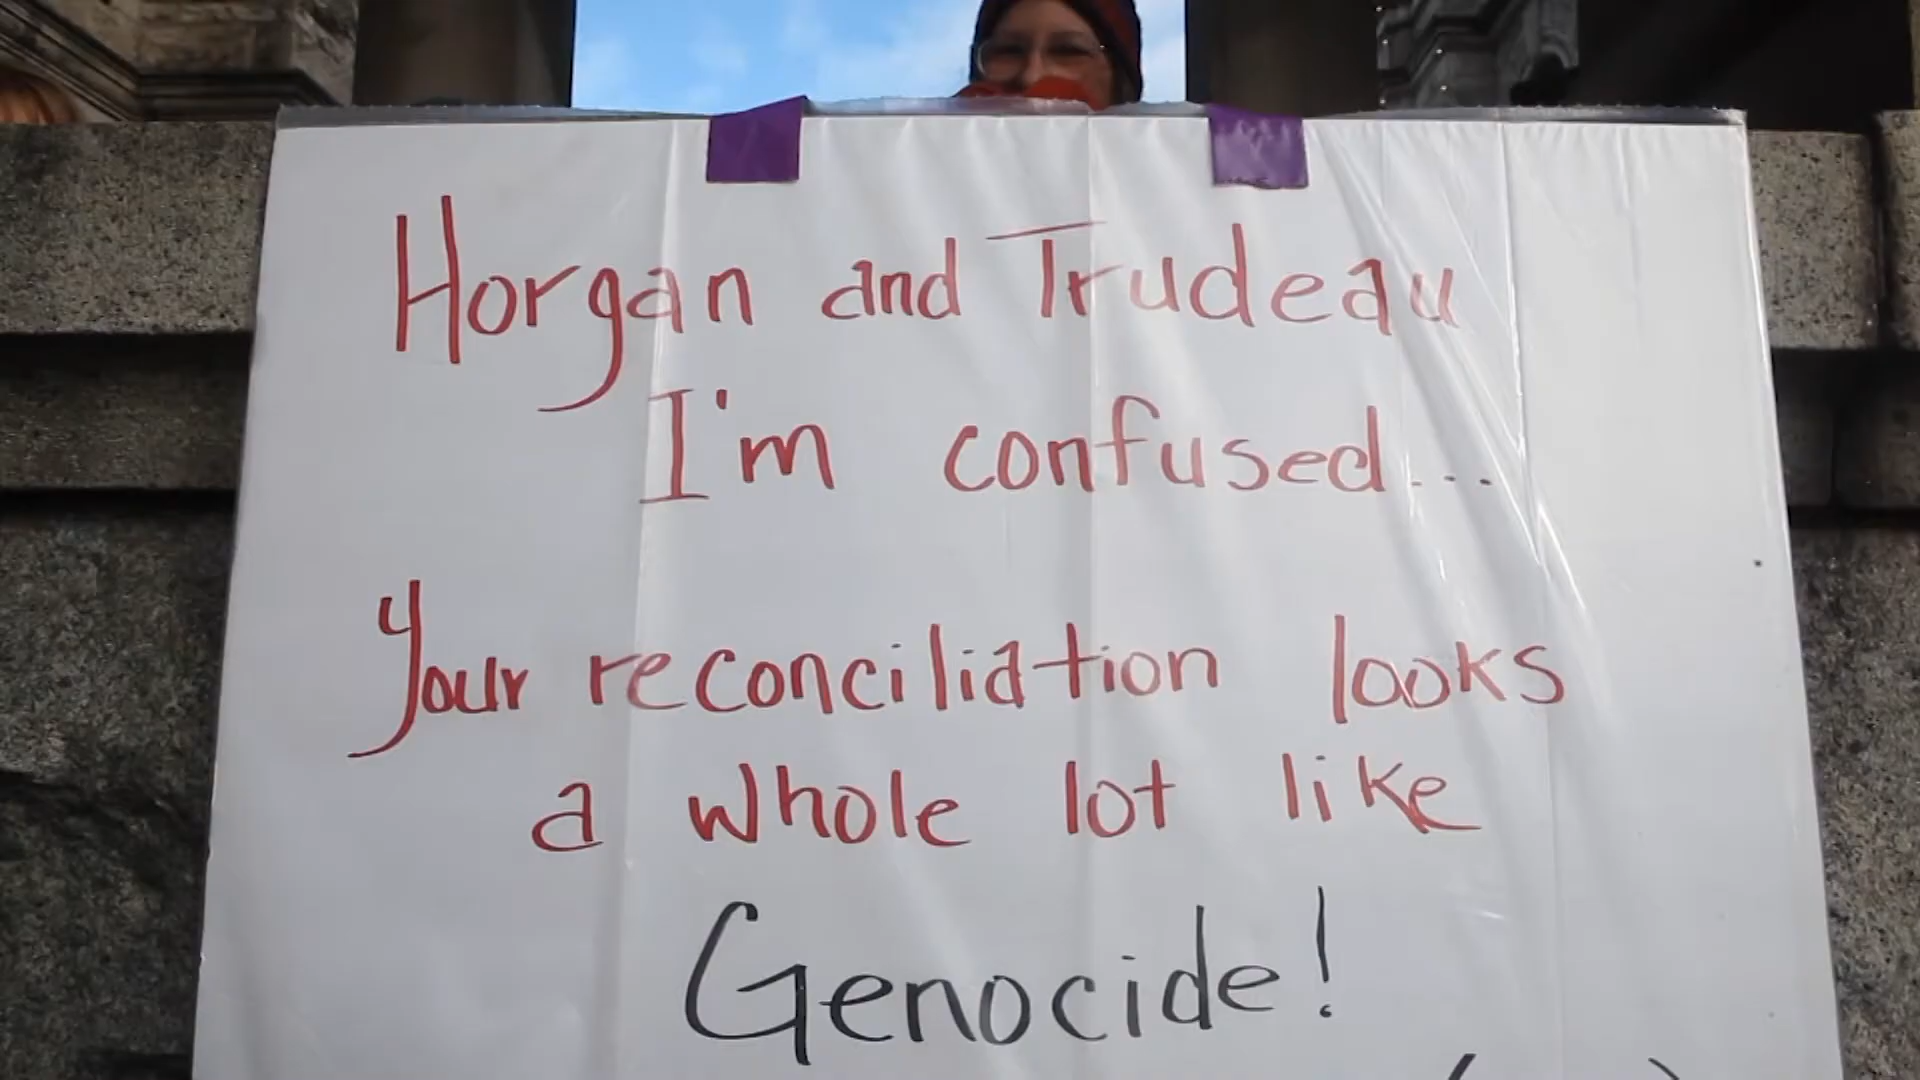 Horgan and Trudeau
I'm confused...
Your reconciliation looks
a whole lot like
Genocide!